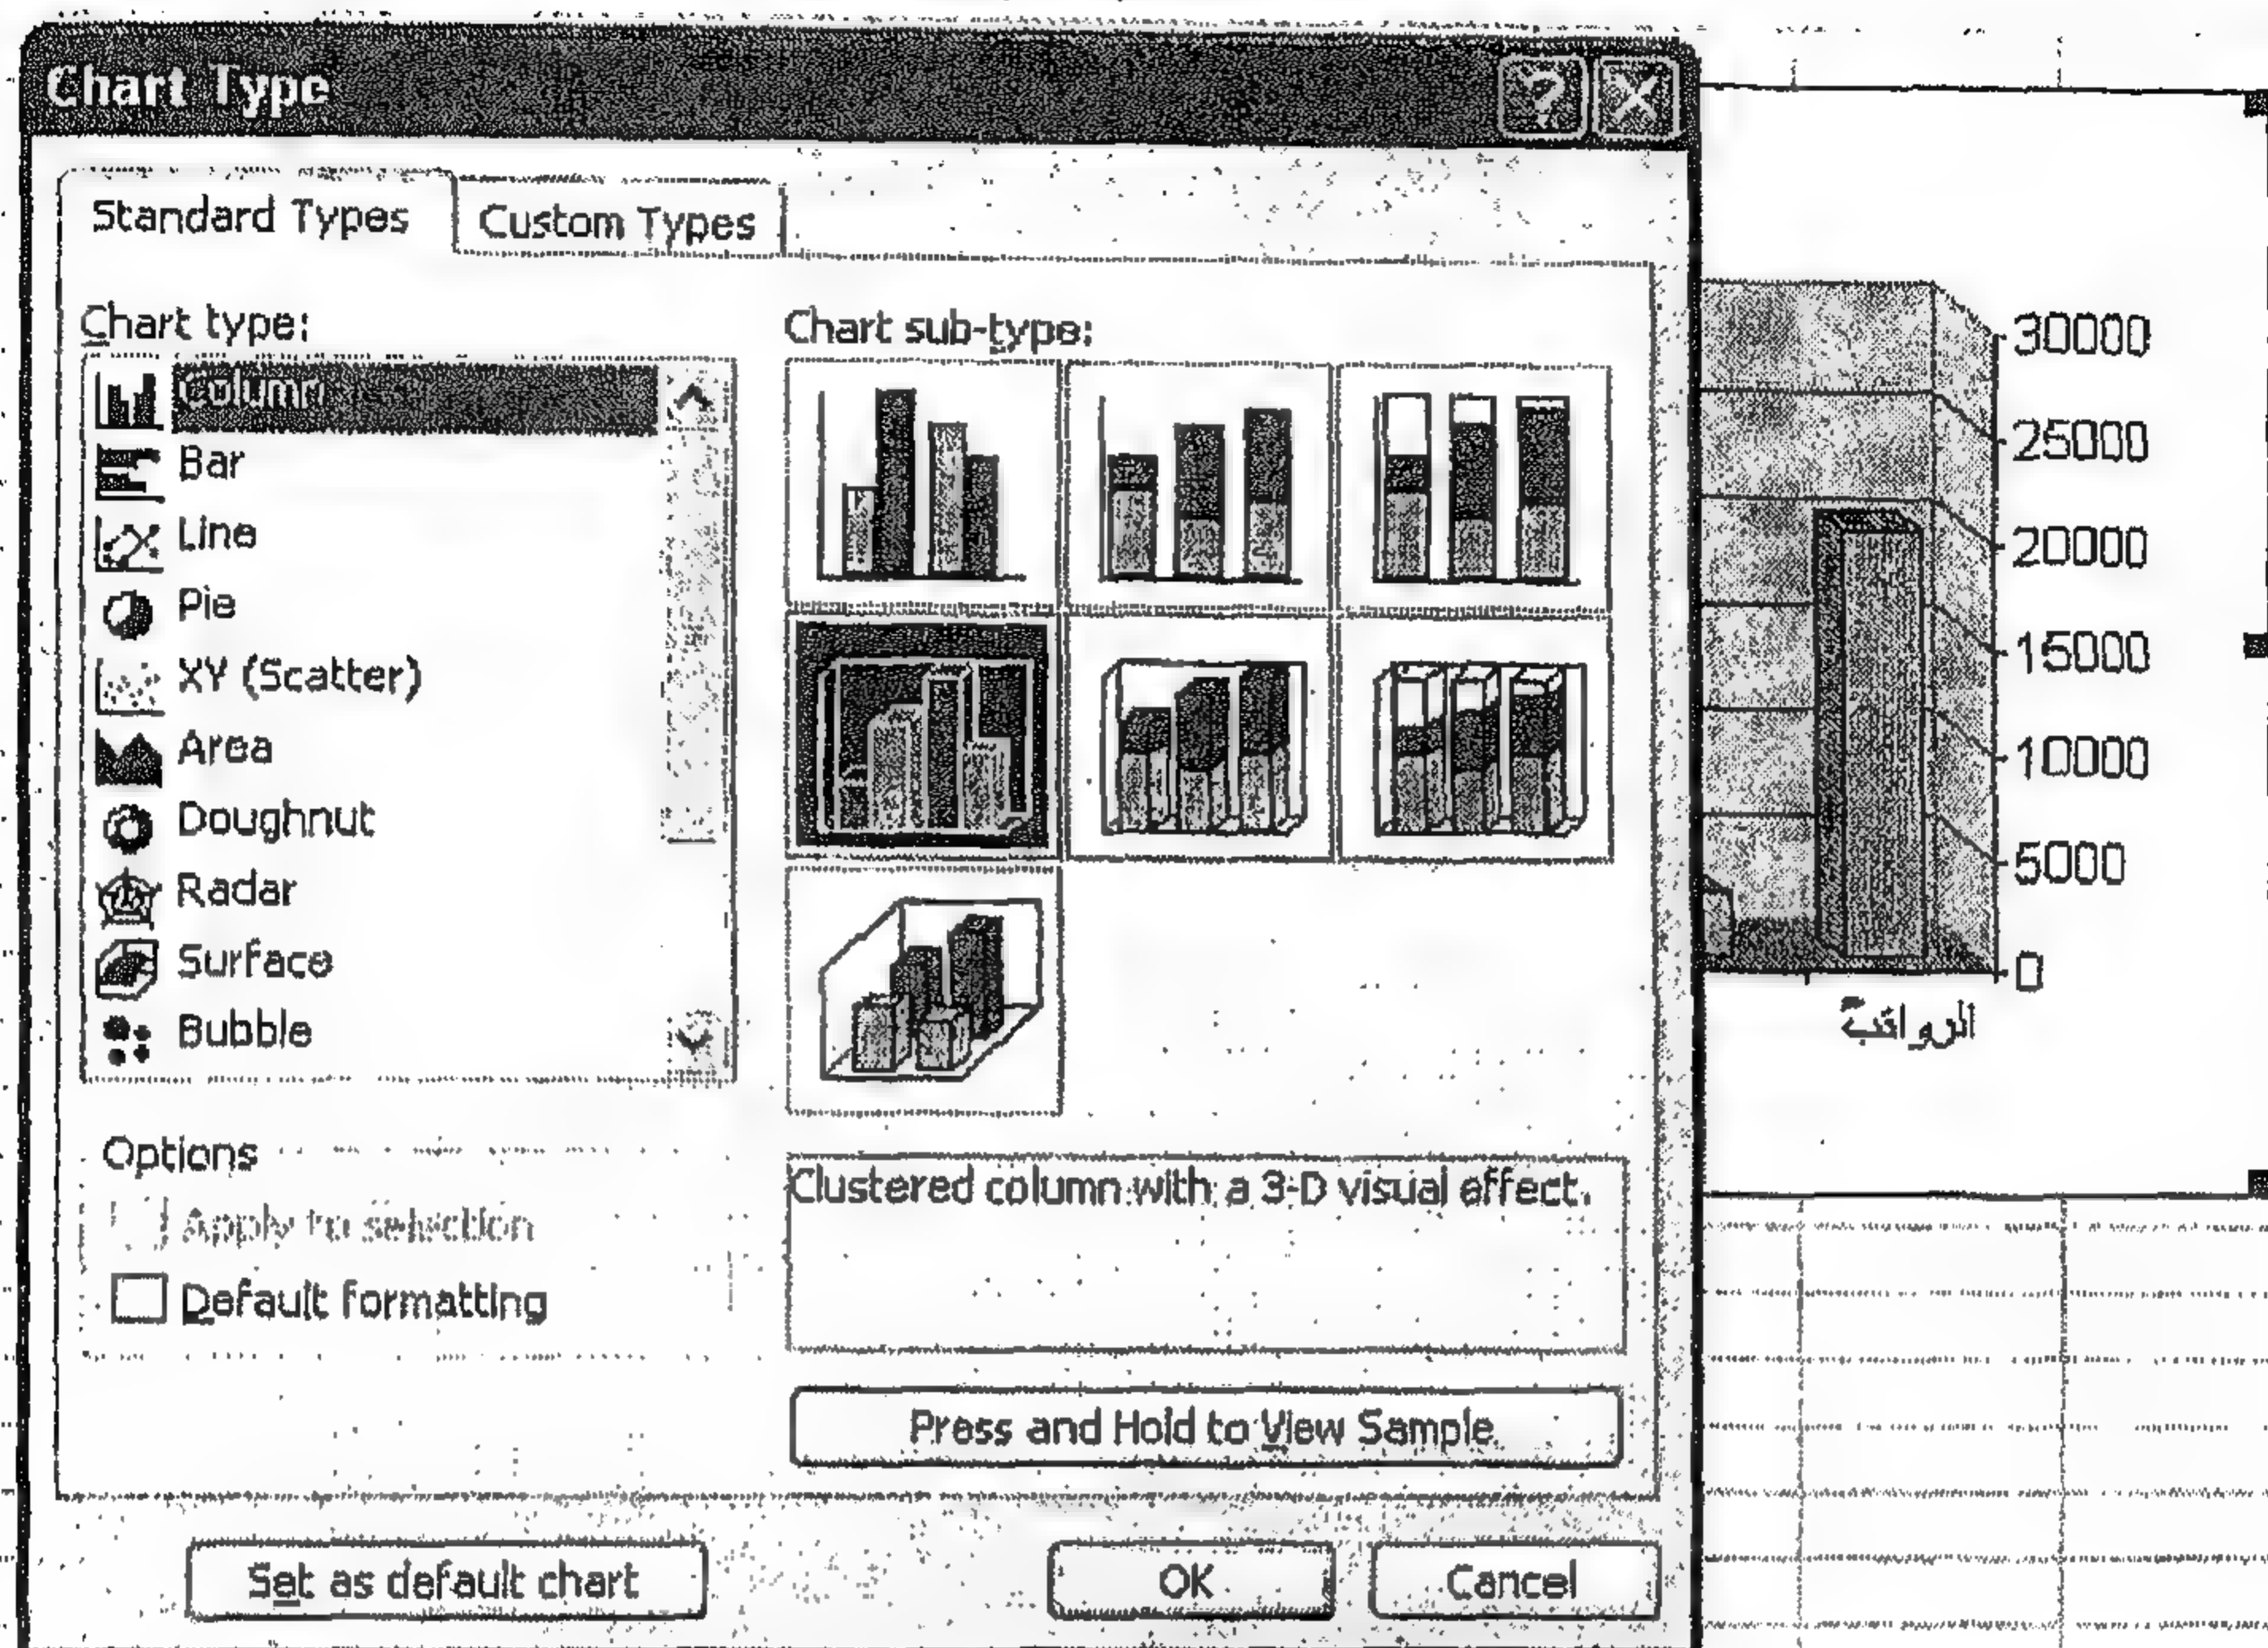 Chart Type
Standard Types
Custom Types
Chart type:
Column
Bar
Line
Pie
XY (Scatter)
Area
Doughnut
Radar
Surface
Bubble
Chart sub-type:
Options
Apply to selection
Default formatting
Clustered column with a 3-D visual effect.
Press and Hold to View Sample
Set as default chart
OK
Cancel
30000
25000
20000
15000
10000
5000
0
الرواتب